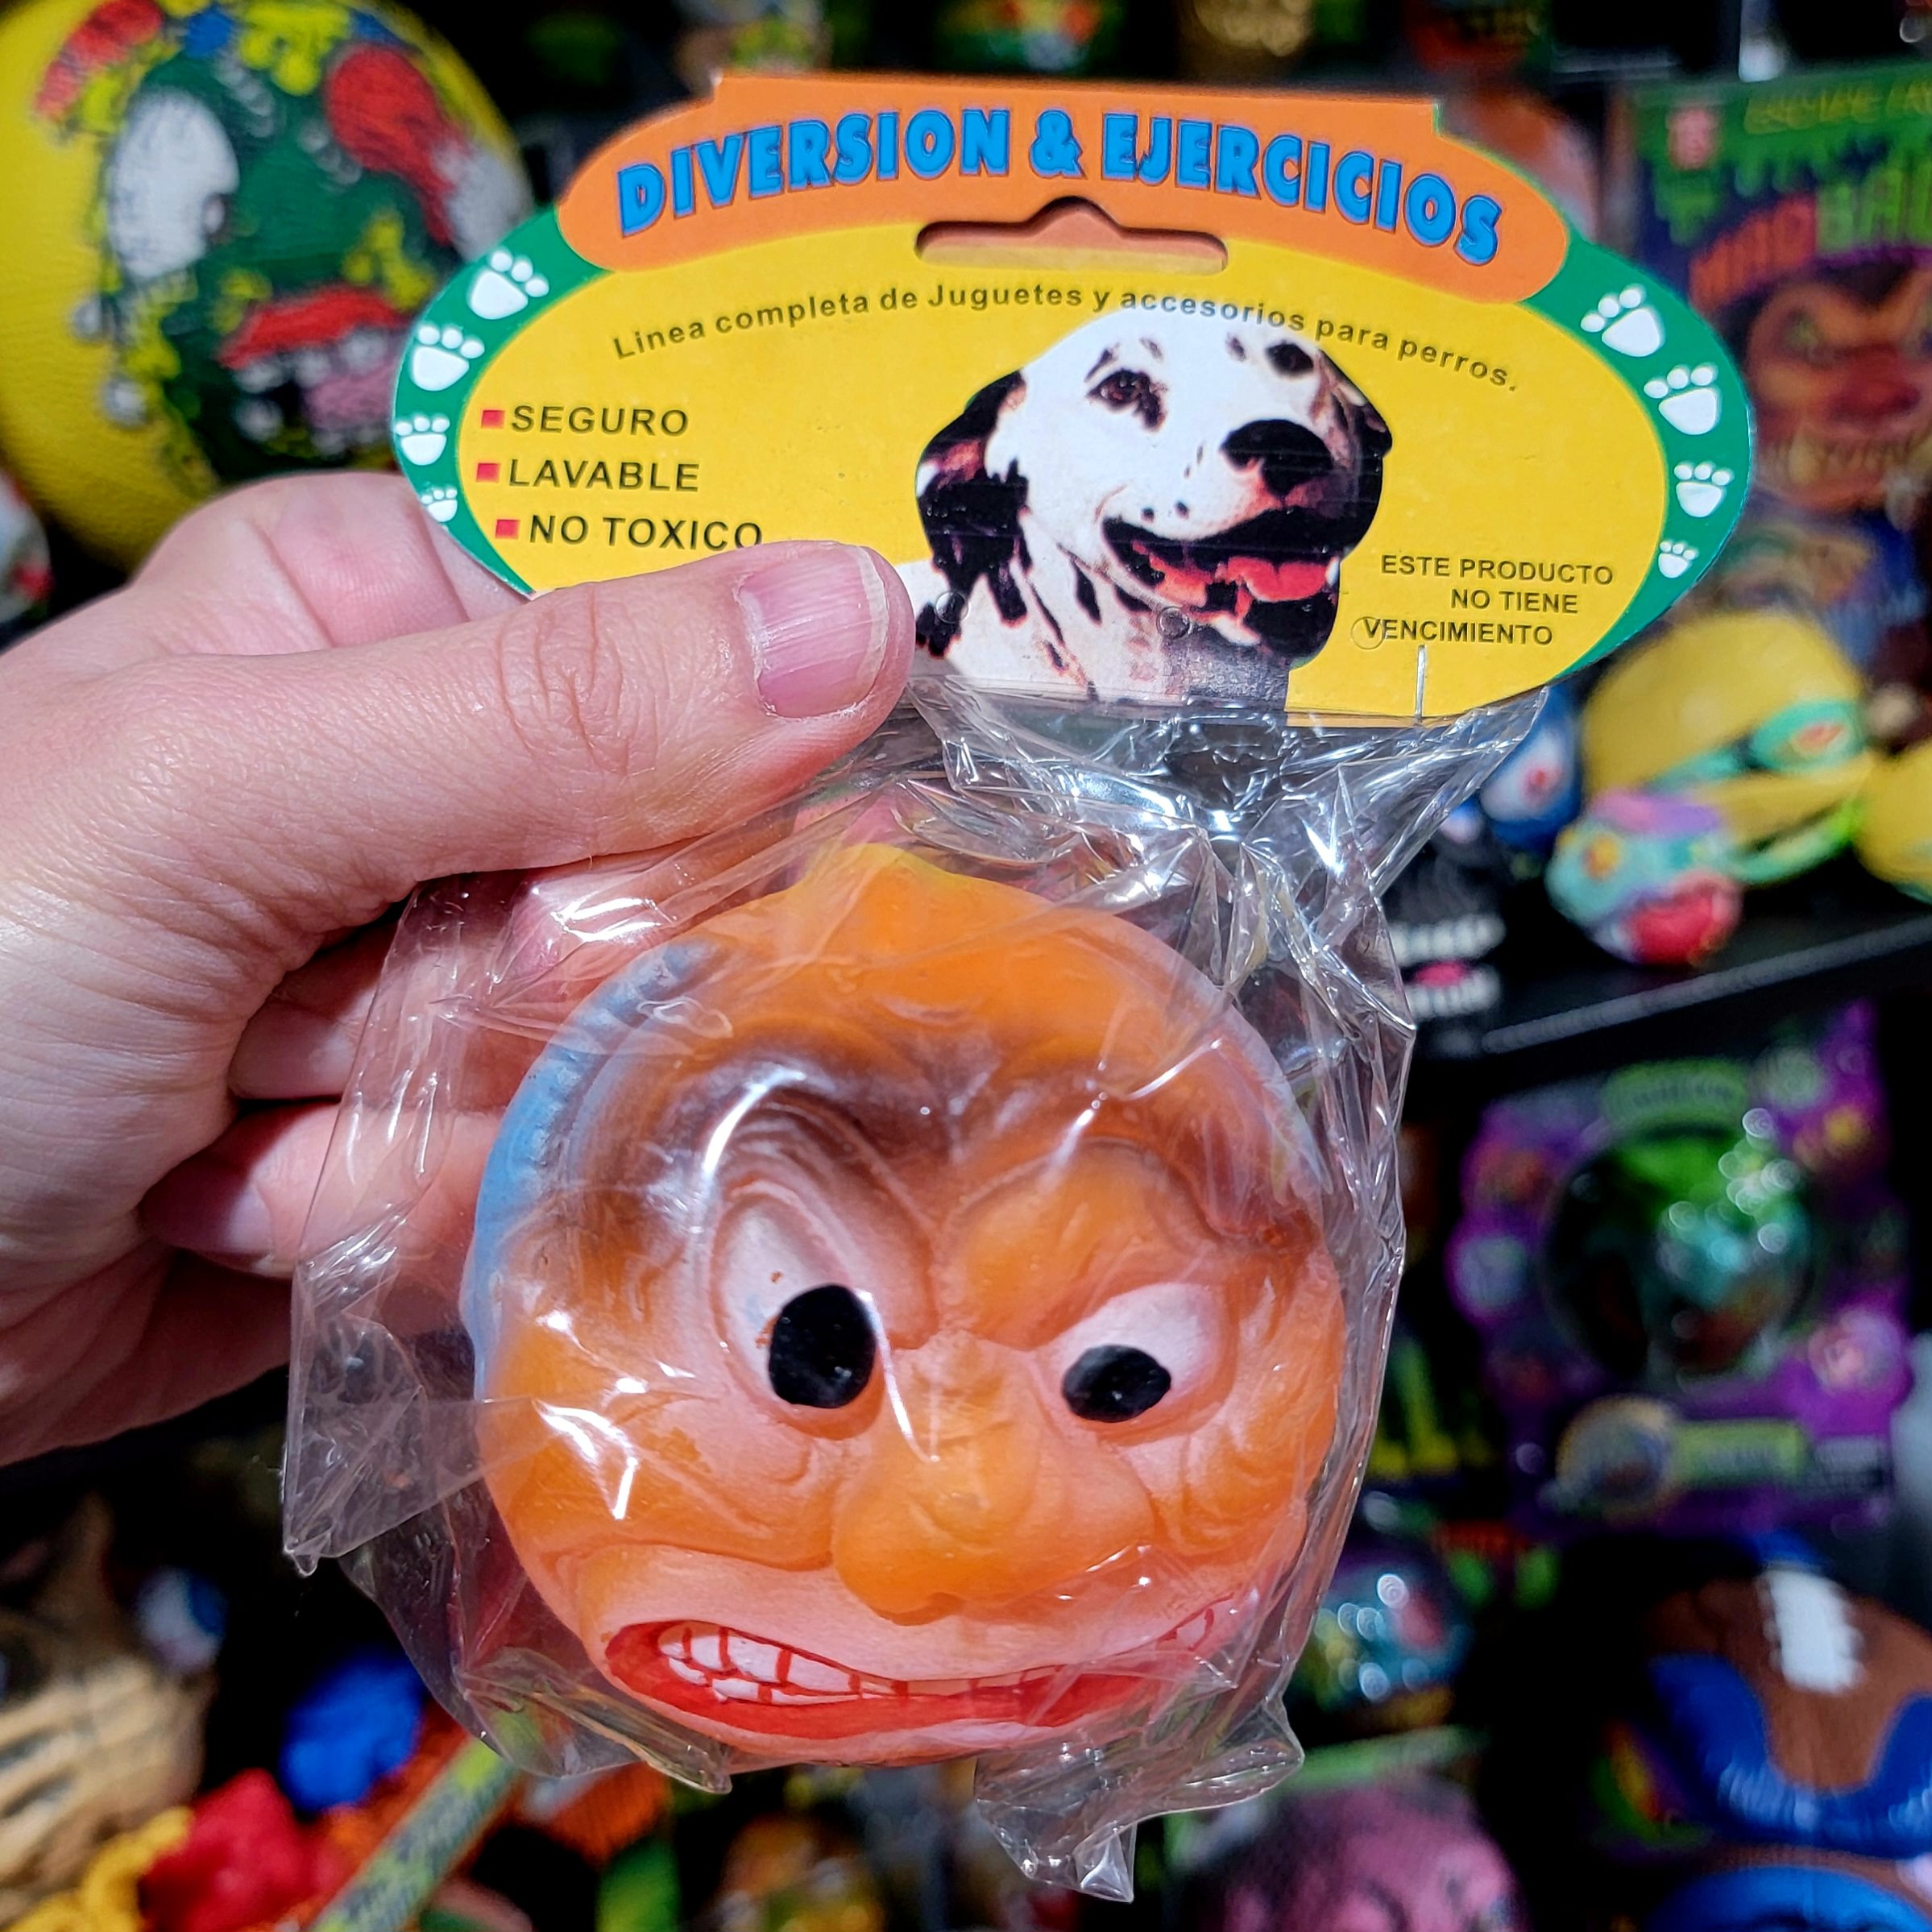 DIVERSION & EJERCICIOS
Linea completa de Juguetes y accesorios para perros.
SEGURO
LAVABLE
NO TOXICO
ESTE PRODUCTO
NO TIENE
VENCIMIENTO